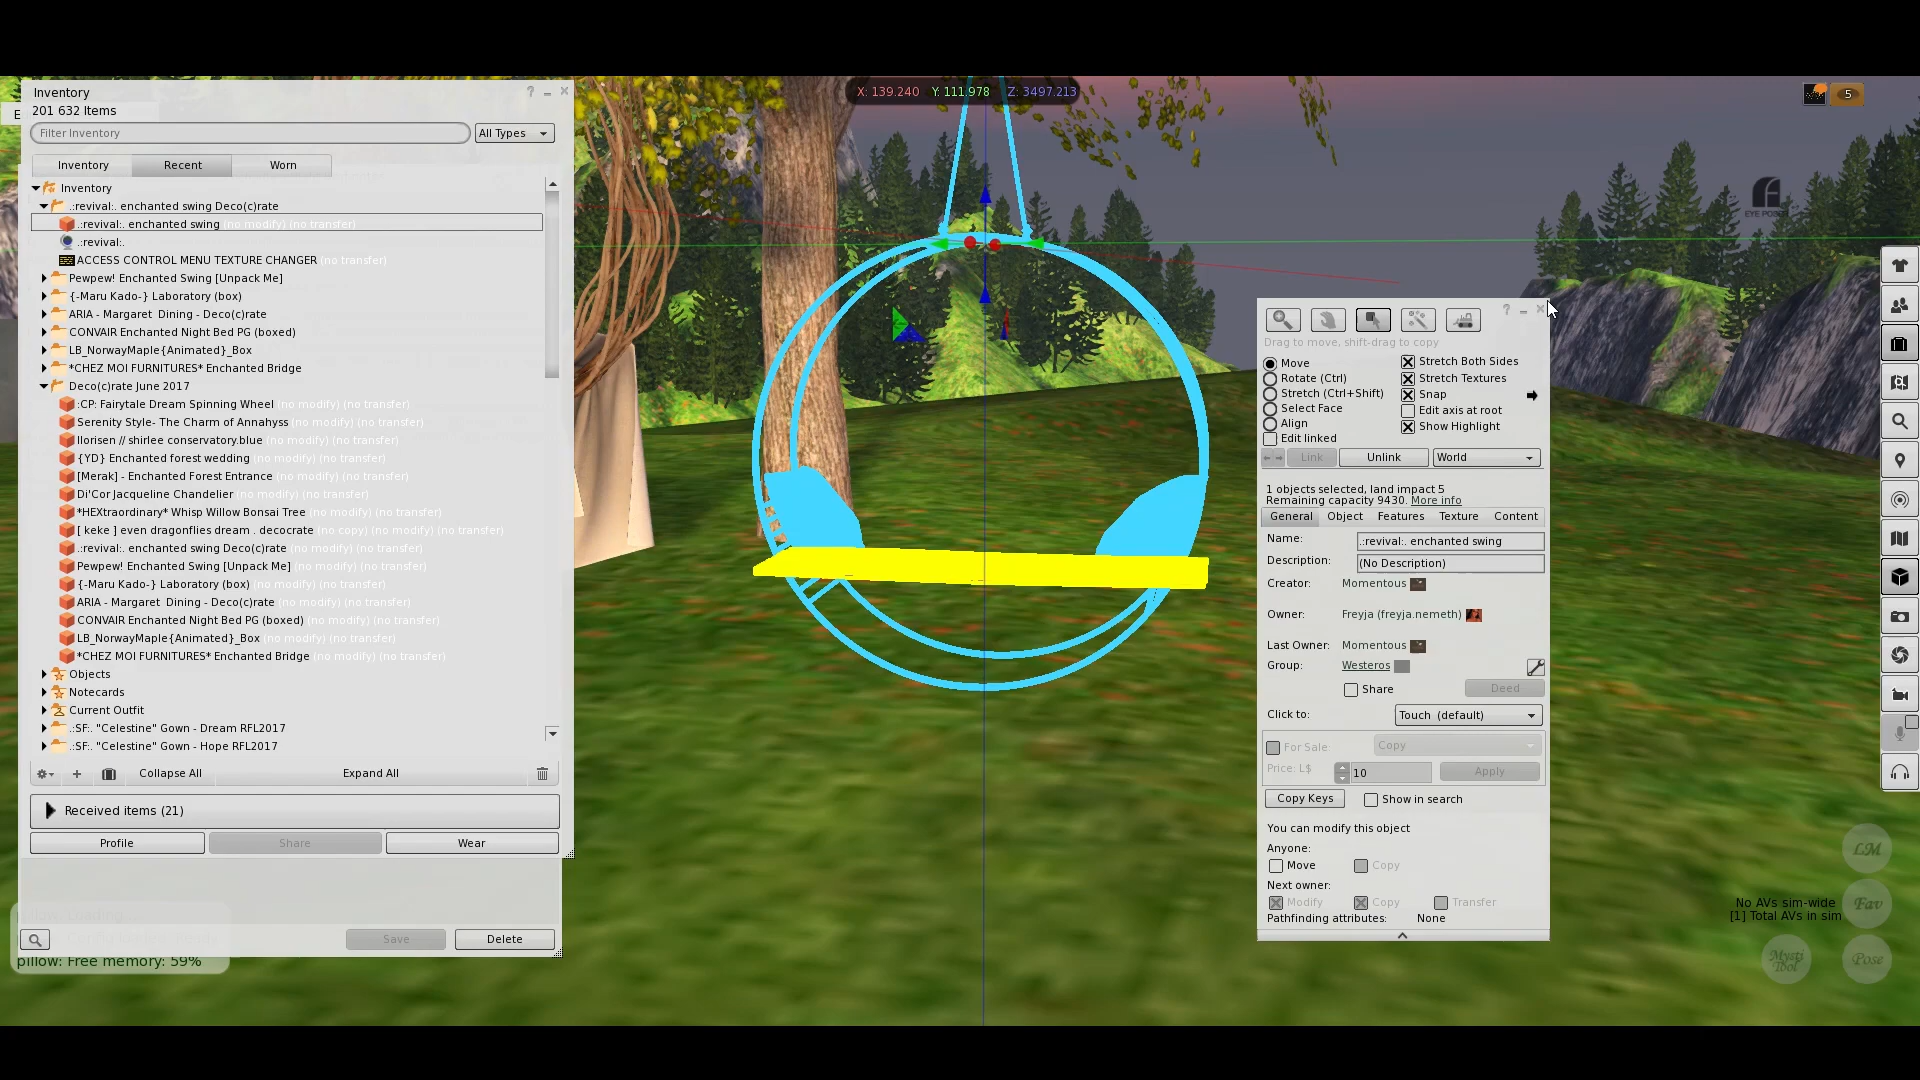 Inventory
201 632 Items
Filter Inventory
All Types
Inventory Recent Worn
Inventory
.:revival:. enchanted swing Deco(c)rate
.:revival:. enchanted swing (no modify) (no transfer)
.:revival:.
ACCESS CONTROL MENU TEXTURE CHANGER (no transfer)
Pewpew! Enchanted Swing [Unpack Me]
{-Maru Kado-} Laboratory (box)
ARIA - Margaret Dining - Deco(c)rate
CONVAIR Enchanted Night Bed PG (boxed)
LB_NorwayMaple{Animated}_Box
*CHEZ MOI FURNITURES* Enchanted Bridge
Deco(c)rate June 2017
:CP: Fairytale Dream Spinning Wheel (no modify) (no transfer)
Serenity Style- The Charm of Annahyss (no modify) (no transfer)
llorisen // shirlee conservatory.blue (no modify) (no transfer)
{YD} Enchanted forest wedding (no modify) (no transfer)
[Merak] - Enchanted Forest Entrance (no modify) (no transfer)
Di'Cor Jacqueline Chandelier (no modify) (no transfer)
*HEXtraordinary* Whisp Willow Bonsai Tree (no modify) (no transfer)
[ keke ] even dragonflies dream . decocrate (no copy) (no modify) (no transfer)
.:revival:. enchanted swing Deco(c)rate (no modify) (no transfer)
Pewpew! Enchanted Swing [Unpack Me] (no modify) (no transfer)
{-Maru Kado-} Laboratory (box) (no modify) (no transfer)
ARIA - Margaret Dining - Deco(c)rate (no modify) (no transfer)
CONVAIR Enchanted Night Bed PG (boxed) (no modify) (no transfer)
LB_NorwayMaple{Animated}_Box (no modify) (no transfer)
*CHEZ MOI FURNITURES* Enchanted Bridge (no modify) (no transfer)
Objects
Notecards
Current Outfit
.:SF:. "Celestine" Gown - Dream RFL2017
.:SF:. "Celestine" Gown - Hope RFL2017
Collapse All Expand All
Received items (21)
Profile Share Wear
Save Delete
pillow: Free memory: 59%
X: 139.240 Y: 111.978 Z: 3497.213
5
Drag to move, shift-drag to copy
Move
Rotate (Ctrl)
Stretch (Ctrl+Shift)
Select Face
Align
Edit linked
Stretch Both Sides
Stretch Textures
Snap
Edit axis at root
Show Highlight
Link Unlink World
1 objects selected, land impact 5
Remaining capacity 9430. More info
General Object Features Texture Content
Name: .:revival:. enchanted swing
Description: (No Description)
Creator: Momentous
Owner: Freyja (freyja.nemeth)
Last Owner: Momentous
Group: Westeros
Share Deed
Click to: Touch (default)
For Sale: Copy
Price: L$ 10 Apply
Copy Keys Show in search
You can modify this object
Anyone:
Move Copy
Next owner:
Modify Copy Transfer
Pathfinding attributes: None
LM
No AVs sim-wide
[1] Total AVs in sim
Fav
Mysti Tool
Pose